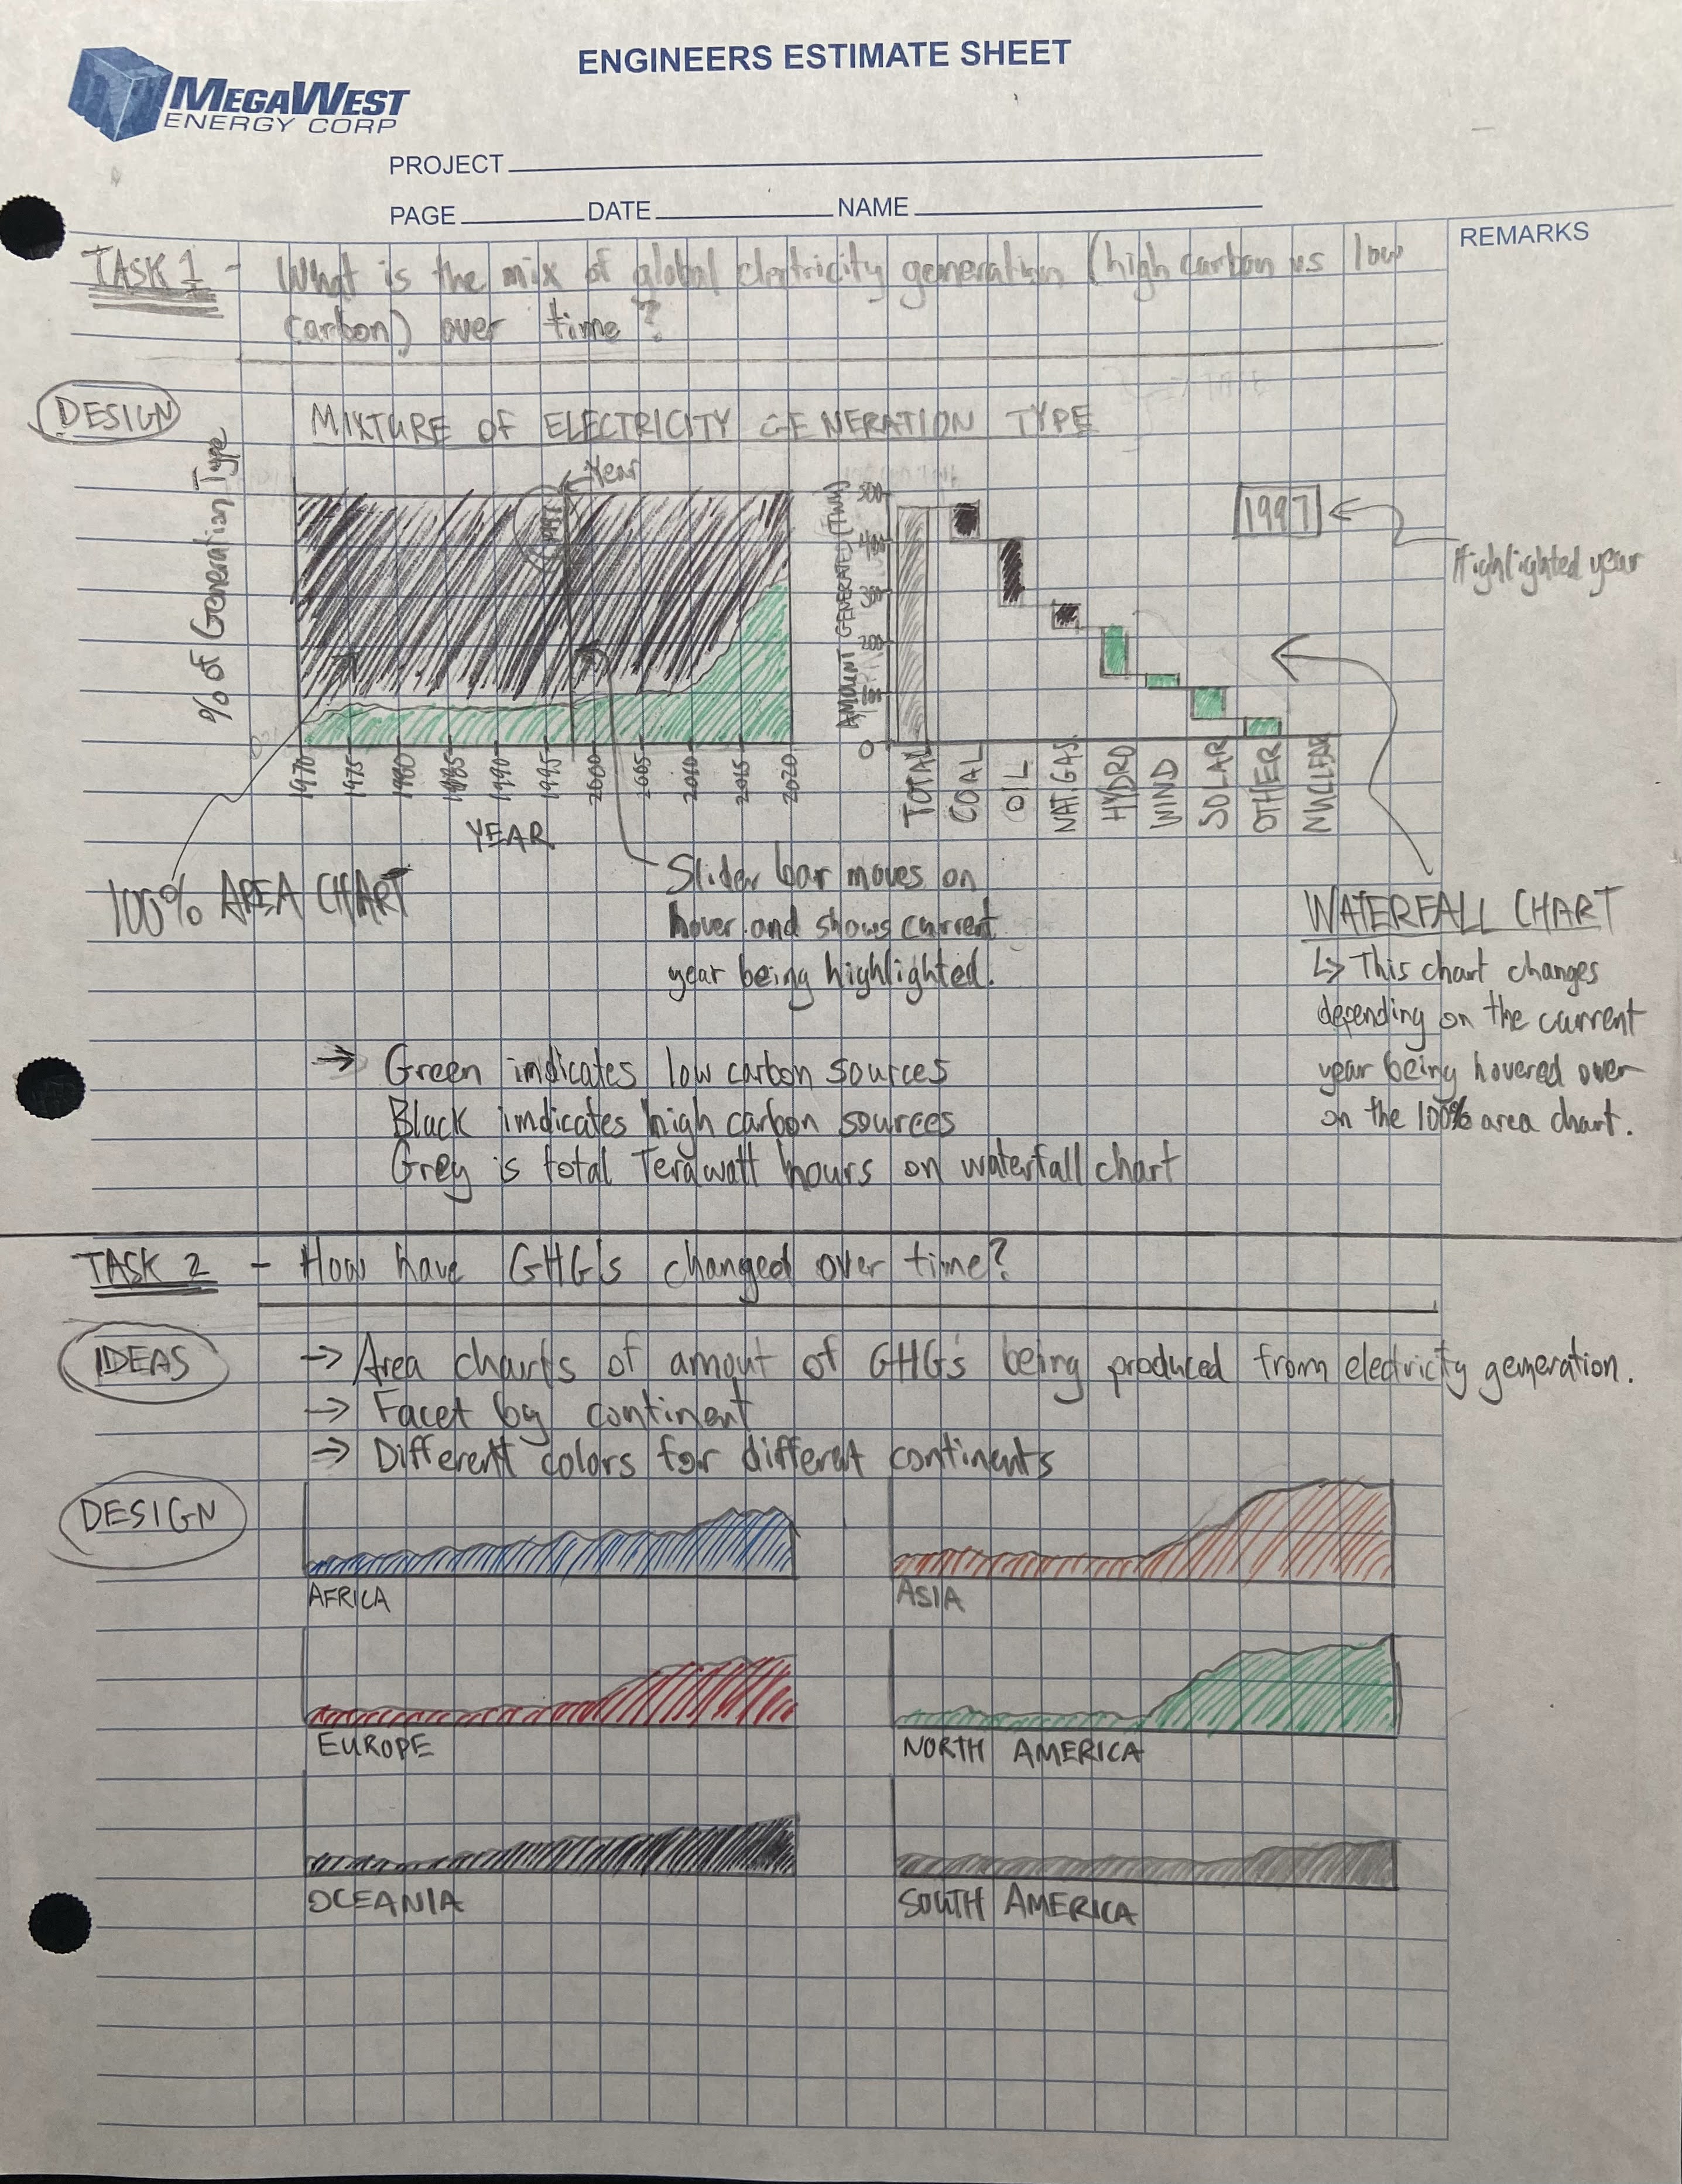 ENGINEERS ESTIMATE SHEET
MEGAWEST
ENERGY CORP
PROJECT
PAGE DATE NAME
REMARKS
TASK 1 - What is the mix of global electricity generation (high carbon vs low
carbon) over time?
DESIGN
MIXTURE OF ELECTRICITY GENERATION TYPE
% of Generation Type
Year
1997
1970 1975 1980 1985 1990 1995 2000 2005 2010 2015 2020
YEAR
AMOUNT GENERATED (TWh)
500
400
300
200
100
0
TOTAL COAL OIL NAT.GAS HYDRO WIND SOLAR OTHER NUCLEAR
1997
Highlighted year
100% AREA CHART
Slider bar moves on
hover and shows current
year being highlighted.
WATERFALL CHART
↳ This chart changes
depending on the current
year being hovered over
on the 100% area chart.
→ Green indicates low carbon sources
Black indicates high carbon sources
Grey is total Terawatt hours on waterfall chart
TASK 2 - How have GHG's changed over time?
IDEAS
→ Area charts of amout of GHG's being produced from electricity generation.
→ Facet by continent
→ Different colors for differet continents
DESIGN
AFRICA
ASIA
EUROPE
NORTH AMERICA
OCEANIA
SOUTH AMERICA